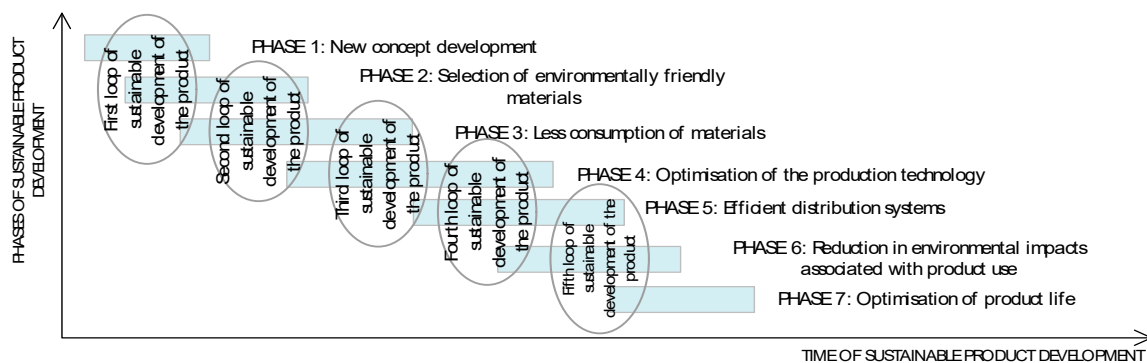 PHASES OF SUSTAINABLE PRODUCT
DEVELOPMENT
First loop of
sustainable
development of
the product
PHASE 1: New concept development
Second loop of
sustainable
development of
the product
PHASE 2: Selection of environmentally friendly
materials
Third loop of
sustainable
development of
the product
PHASE 3: Less consumption of materials
Fourth loop of
sustainable
development of
the product
PHASE 4: Optimisation of the production technology
Fifth loop of
sustainable
development of the
product
PHASE 5: Efficient distribution systems
PHASE 6: Reduction in environmental impacts
associated with product use
PHASE 7: Optimisation of product life
TIME OF SUSTAINABLE PRODUCT DEVELOPMENT